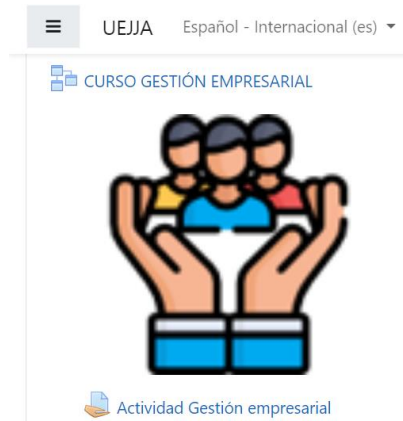 UEJJA Español - Internacional (es)
CURSO GESTIÓN EMPRESARIAL
Actividad Gestión empresarial